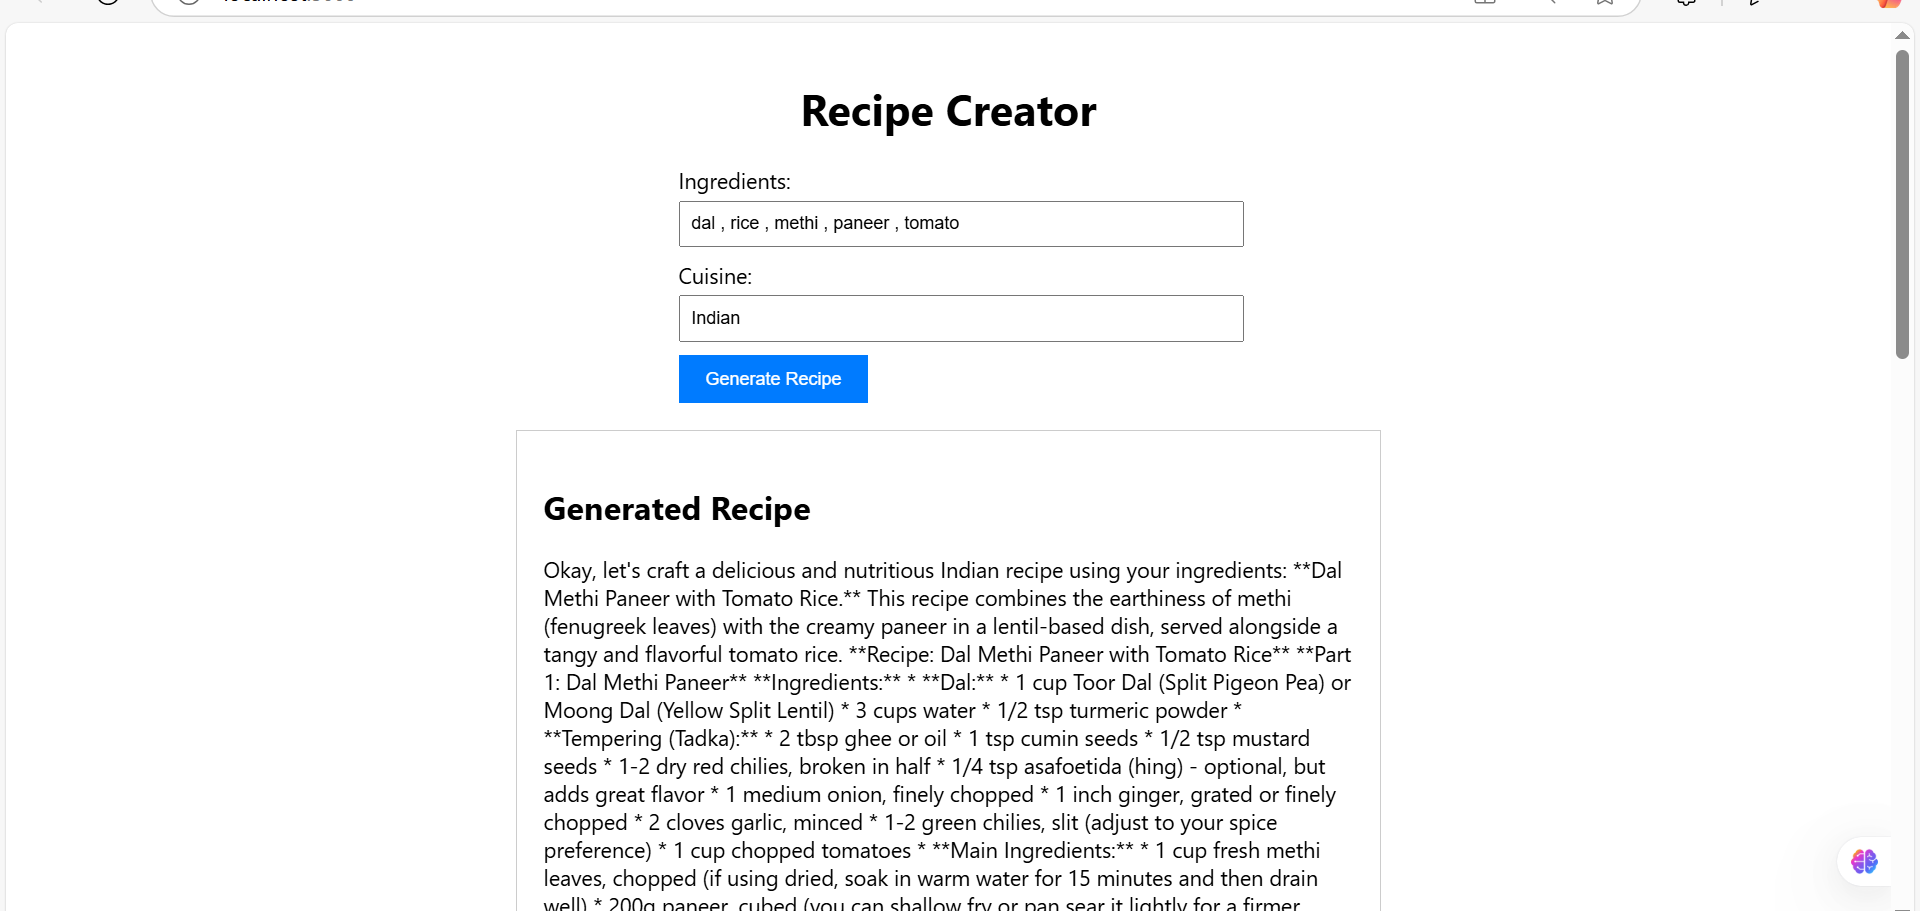 Recipe Creator
Ingredients:
dal , rice , methi , paneer , tomato
Cuisine:
Indian
Generate Recipe
Generated Recipe
Okay, let's craft a delicious and nutritious Indian recipe using your ingredients: **Dal
Methi Paneer with Tomato Rice.** This recipe combines the earthiness of methi
(fenugreek leaves) with the creamy paneer in a lentil-based dish, served alongside a
tangy and flavorful tomato rice. **Recipe: Dal Methi Paneer with Tomato Rice** **Part
1: Dal Methi Paneer** **Ingredients:** * **Dal:** * 1 cup Toor Dal (Split Pigeon Pea) or
Moong Dal (Yellow Split Lentil) * 3 cups water * 1/2 tsp turmeric powder *
**Tempering (Tadka):** * 2 tbsp ghee or oil * 1 tsp cumin seeds * 1/2 tsp mustard
seeds * 1-2 dry red chilies, broken in half * 1/4 tsp asafoetida (hing) - optional, but
adds great flavor * 1 medium onion, finely chopped * 1 inch ginger, grated or finely
chopped * 2 cloves garlic, minced * 1-2 green chilies, slit (adjust to your spice
preference) * 1 cup chopped tomatoes * **Main Ingredients:** * 1 cup fresh methi
leaves, chopped (if using dried, soak in warm water for 15 minutes and then drain
well) * 200g paneer, cubed (you can shallow fry or pan sear it lightly for a firmer